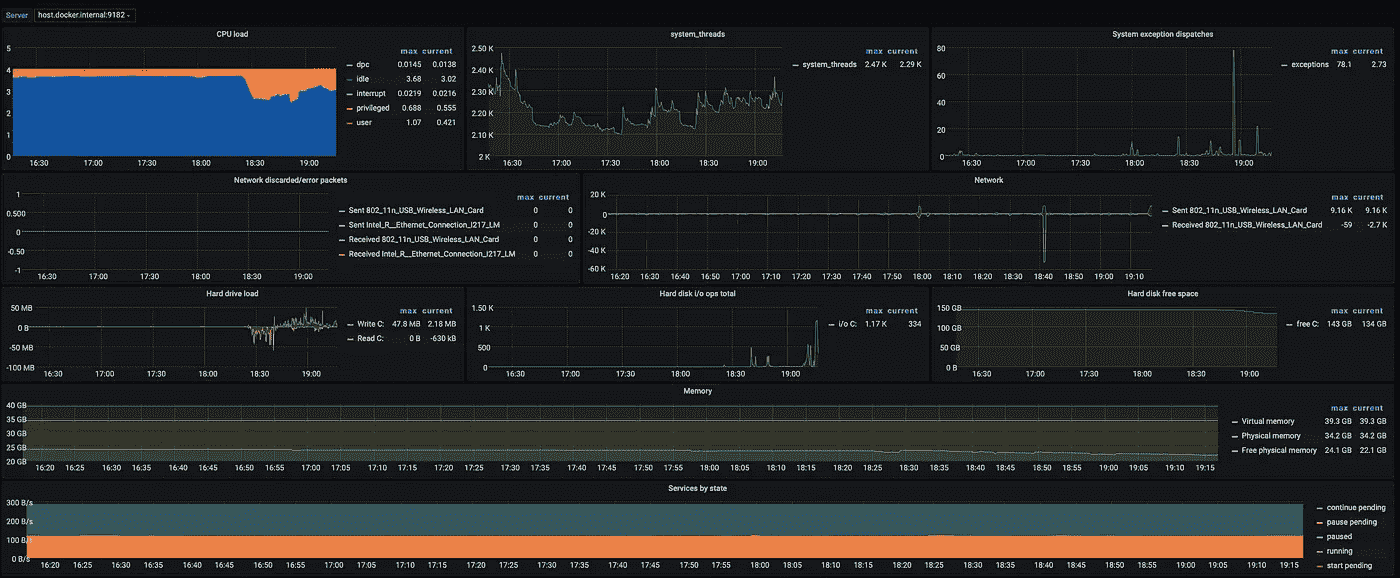 Server host.docker.internal:9182
CPU load
5
4
3
2
1
0
16:30 17:00 17:30 18:00 18:30 19:00
max current
dpc 0.0145 0.0138
idle 3.68 3.02
interrupt 0.0219 0.0216
privileged 0.688 0.555
user 1.07 0.421
system_threads
2.50 K
2.40 K
2.30 K
2.20 K
2.10 K
2 K
16:30 17:00 17:30 18:00 18:30 19:00
max current
system_threads 2.47 K 2.29 K
System exception dispatches
80
60
40
20
0
16:30 17:00 17:30 18:00 18:30 19:00
max current
exceptions 78.1 2.73
Network discarded/error packets
1
0.500
0
-0.50
-1
16:30 17:00 17:30 18:00 18:30 19:00
max current
Sent 802_11n_USB_Wireless_LAN_Card 0 0
Sent Intel_R__Ethernet_Connection_I217_LM 0 0
Received 802_11n_USB_Wireless_LAN_Card 0 0
Received Intel_R__Ethernet_Connection_I217_LM 0 0
Network
20 K
0
-20 K
-40 K
-60 K
16:20 16:30 16:40 16:50 17:00 17:10 17:20 17:30 17:40 17:50 18:00 18:10 18:20 18:30 18:40 18:50 19:00 19:10
max current
Sent 802_11n_USB_Wireless_LAN_Card 9.16 K 9.16 K
Received 802_11n_USB_Wireless_LAN_Card -59 -2.7 K
Hard drive load
50 MB
0 B
-50 MB
-100 MB
16:30 17:00 17:30 18:00 18:30 19:00
max current
Write C: 47.8 MB 2.18 MB
Read C: 0 B -630 kB
Hard disk i/o ops total
1.50 K
1 K
500
0
16:30 17:00 17:30 18:00 18:30 19:00
max current
i/o C: 1.17 K 334
Hard disk free space
150 GB
100 GB
50 GB
0 B
16:30 17:00 17:30 18:00 18:30 19:00
max current
free C: 143 GB 134 GB
Memory
40 GB
35 GB
30 GB
25 GB
20 GB
16:20 16:25 16:30 16:35 16:40 16:45 16:50 16:55 17:00 17:05 17:10 17:15 17:20 17:25 17:30 17:35 17:40 17:45 17:50 17:55 18:00 18:05 18:10 18:15 18:20 18:25 18:30 18:35 18:40 18:45 18:50 18:55 19:00 19:05 19:10 19:15
max current
Virtual memory 39.3 GB 39.3 GB
Physical memory 34.2 GB 34.2 GB
Free physical memory 24.1 GB 22.1 GB
Services by state
300 B/s
200 B/s
100 B/s
0 B/s
16:20 16:25 16:30 16:35 16:40 16:45 16:50 16:55 17:00 17:05 17:10 17:15 17:20 17:25 17:30 17:35 17:40 17:45 17:50 17:55 18:00 18:05 18:10 18:15 18:20 18:25 18:30 18:35 18:40 18:45 18:50 18:55 19:00 19:05 19:10 19:15
continue pending
pause pending
paused
running
start pending